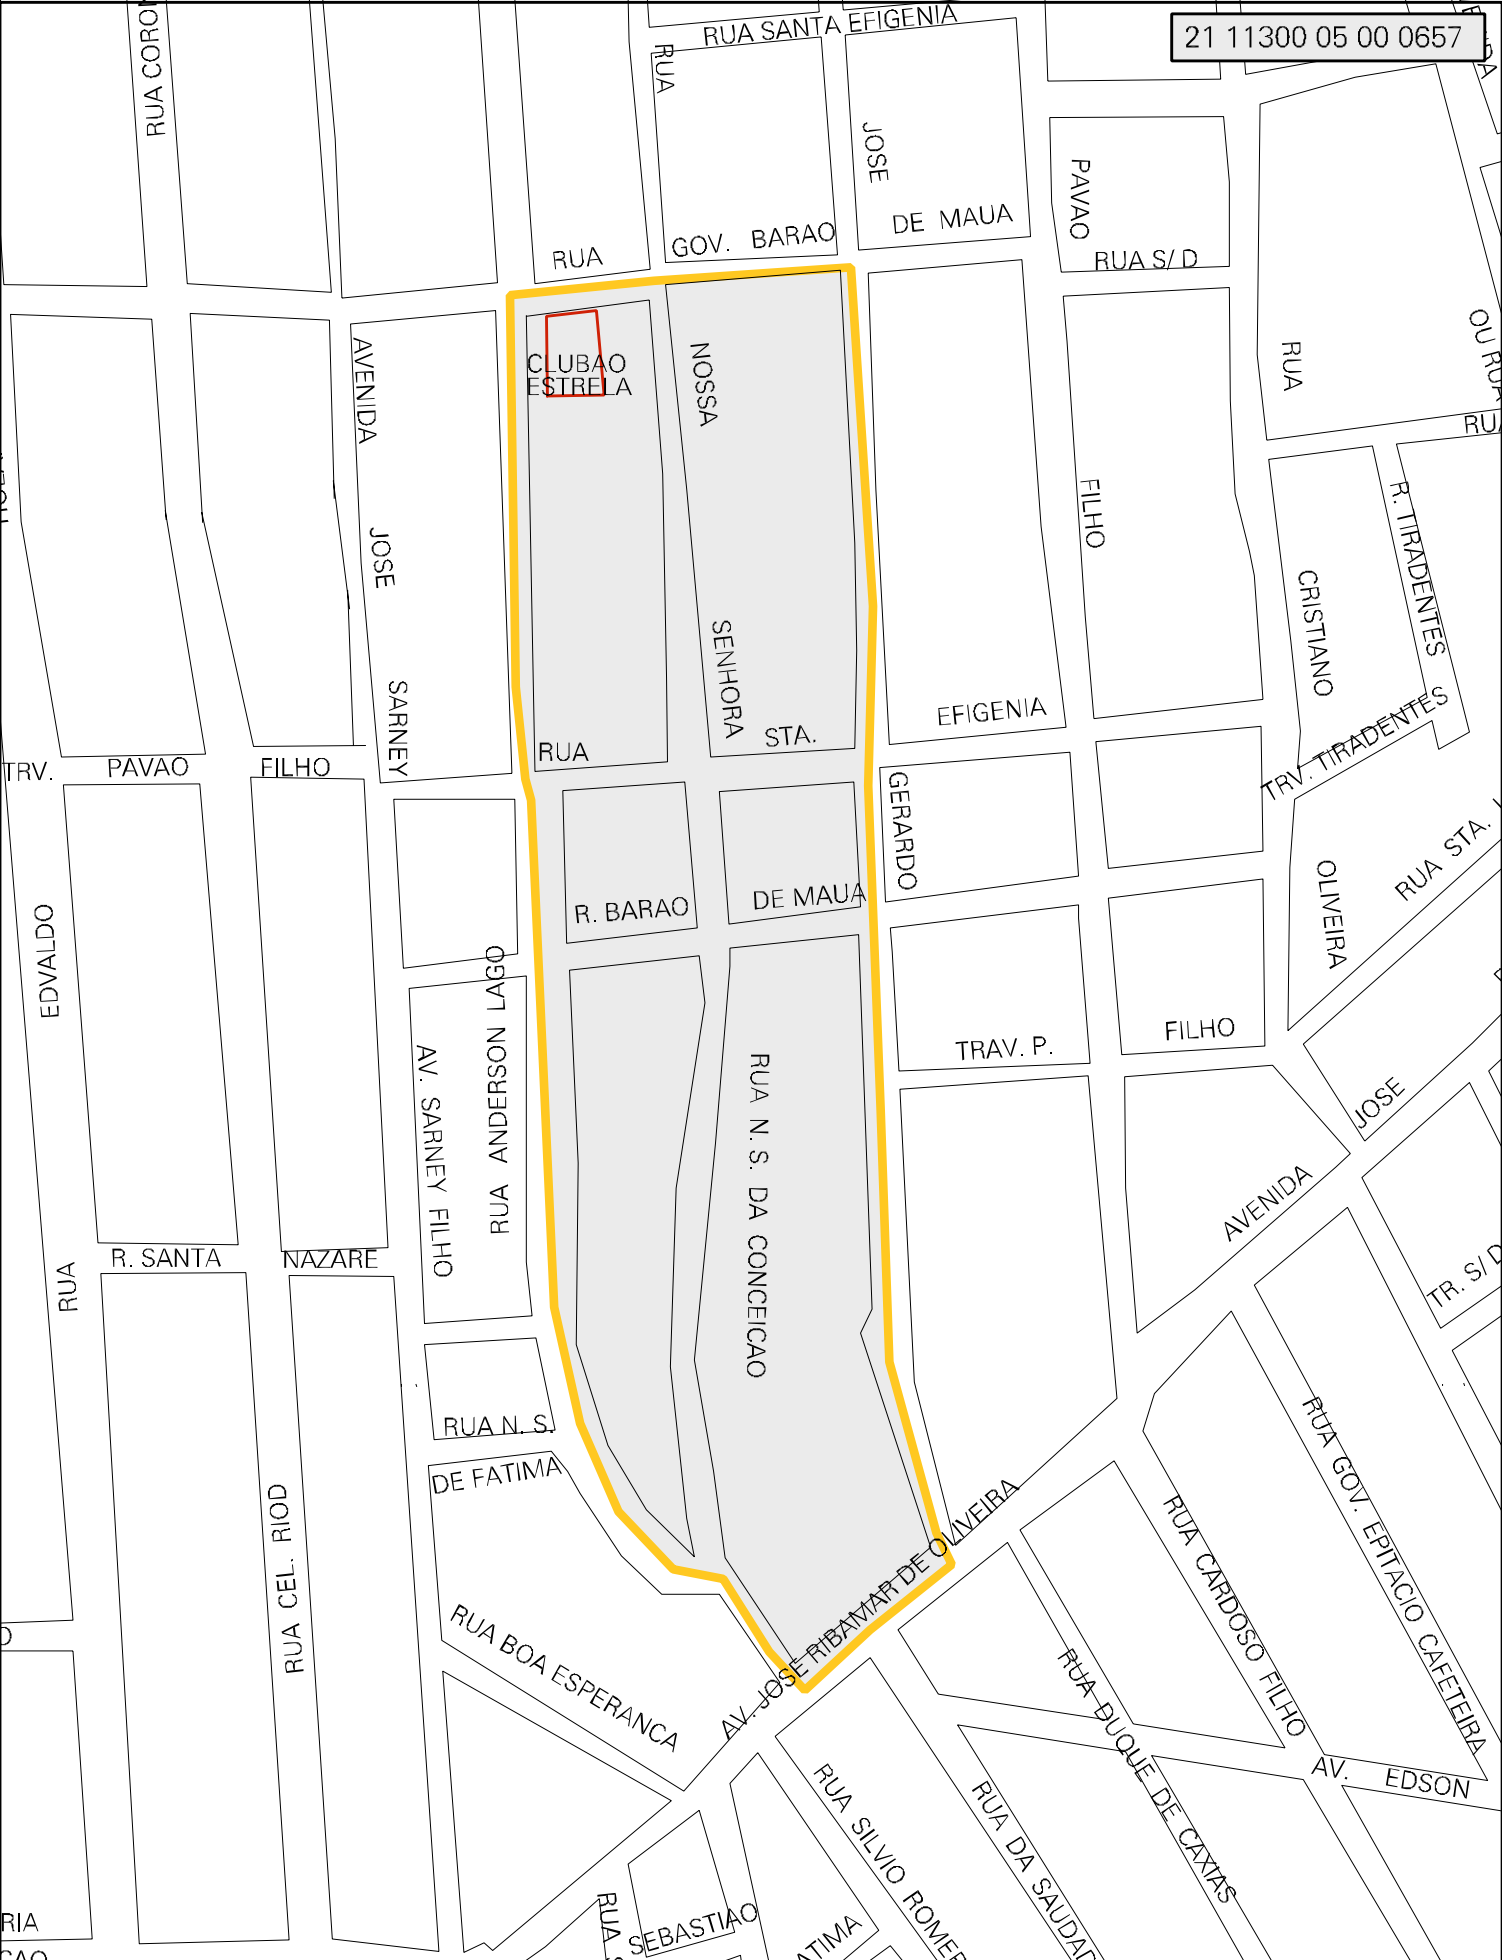 RUA SANTA EFIGENIA
21 11300 05 00 0657
RUA
JOSE
PAVAO
RUA
GOV. BARAO
DE MAUA
RUA S/ D
CLUBAO
ESTRELA
AVENIDA
JOSE
SARNEY
NOSSA
SENHORA
FILHO
RUA
CRISTIANO
OLIVEIRA
R. TIRADENTES
TRV. TIRADENTES
RUA STA.
EFIGENIA
RUA
STA.
TRV.
PAVAO
FILHO
GERARDO
R. BARAO
DE MAUA
EDVALDO
RUA
RUA ANDERSON LAGO
AV. SARNEY FILHO
RUA N. S. DA CONCEICAO
TRAV. P.
FILHO
JOSE
AVENIDA
TR. S/ D
R. SANTA
NAZARE
RUA N. S.
DE FATIMA
RUA CEL. RIOD
RUA BOA ESPERANCA
AV. JOSE RIBAMAR DE OLIVEIRA
RUA GOV. EPITACIO CAFETEIRA
RUA CARDOSO FILHO
RUA DUQUE DE CAXIAS
AV. EDSON
RUA SILVIO
RUA DA
RUA
SEBASTIAO